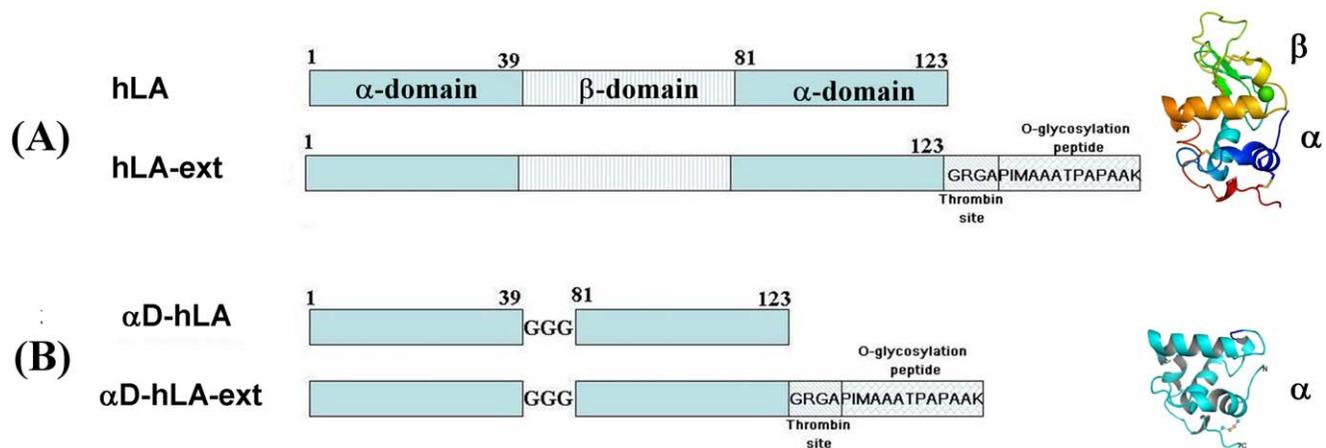 1 39 81 123
hLA α-domain β-domain α-domain
β
α
(A)
O-glycosylation
peptide
1 123
hLA-ext GRGA PIMAAATPAPAAK
Thrombin
site
1 39 81 123
αD-hLA GGG
:
(B)
O-glycosylation
peptide
αD-hLA-ext GGG GRGA PIMAAATPAPAAK
Thrombin
site
N
α
?C